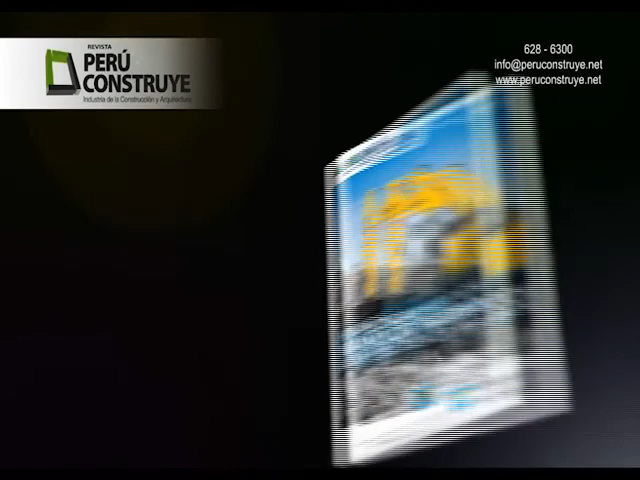 REVISTA
PERÚ
CONSTRUYE
Industria de la Construcción y Arquitectura
628 - 6300
info@peruconstruye.net
www.peruconstruye.net